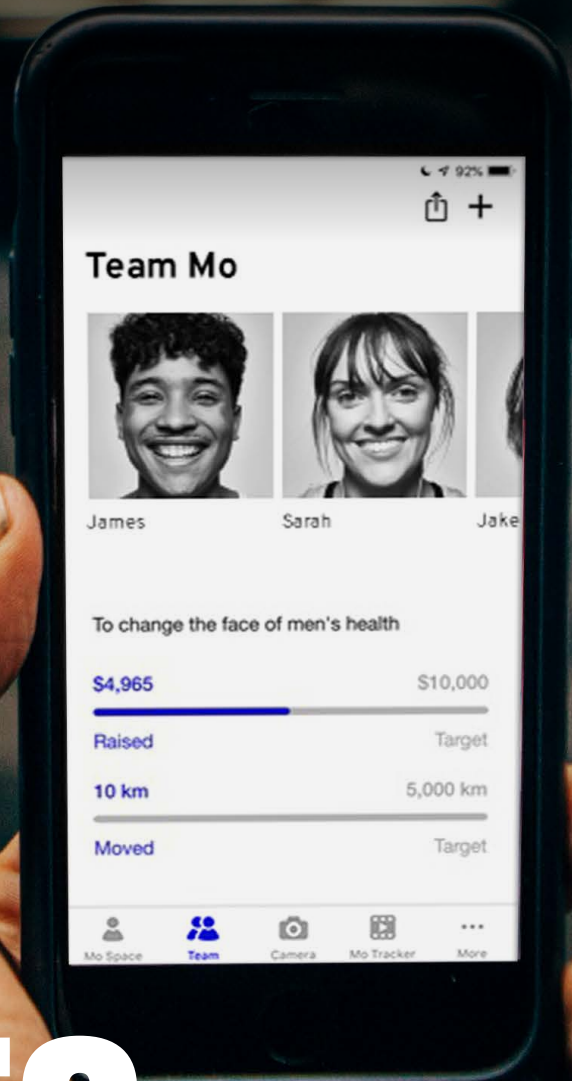 92%
Team Mo
James Sarah Jake
To change the face of men's health
$4,965 $10,000
Raised Target
10 km 5,000 km
Moved Target
Mo Space Team Camera Mo Tracker More